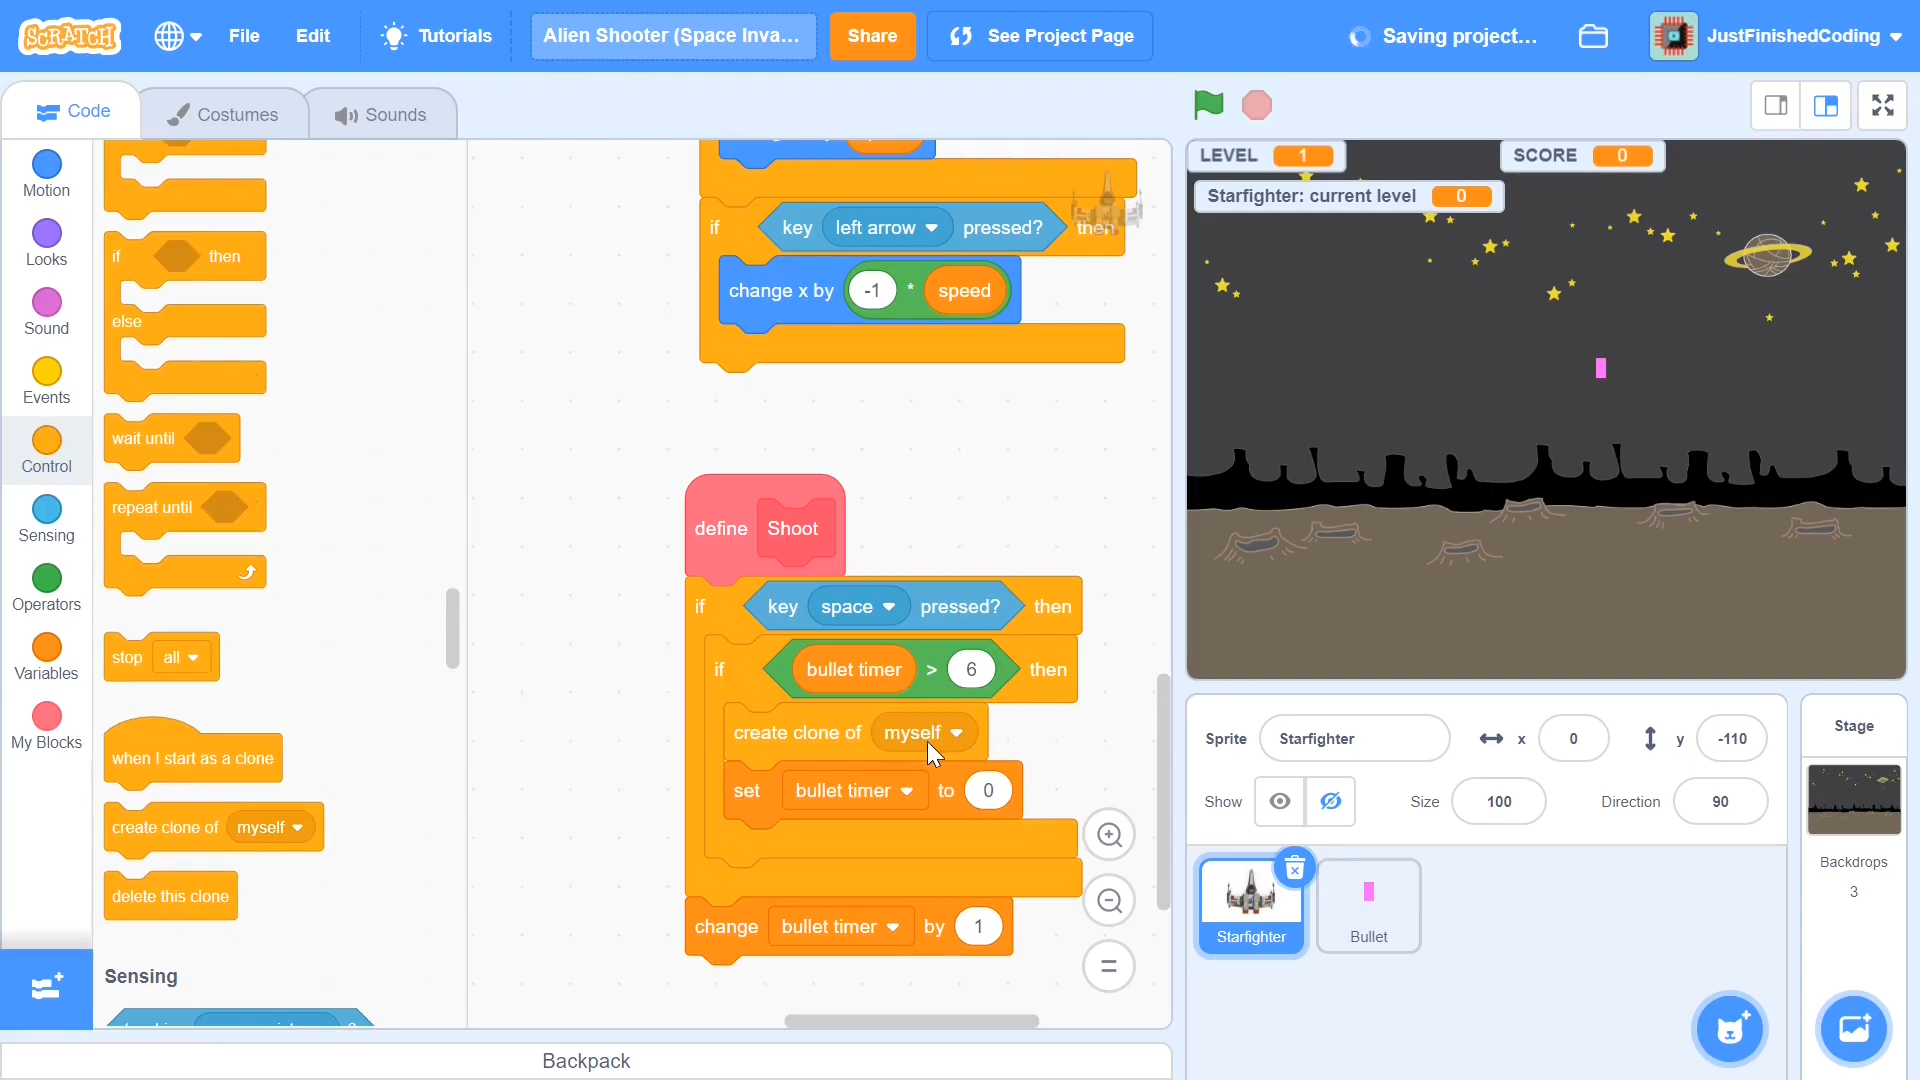 SCRATCH
File
Edit
Tutorials
Alien Shooter (Space Inva...
Share
See Project Page
Saving project...
JustFinishedCoding
Code
Costumes
Sounds
Motion
Looks
Sound
Events
Control
Sensing
Operators
Variables
My Blocks
if then
else
wait until
repeat until
stop all
when I start as a clone
create clone of myself
delete this clone
Sensing
if key left arrow pressed? then
change x by -1 * speed
define Shoot
if key space pressed? then
if bullet timer > 6 then
create clone of myself
set bullet timer to 0
change bullet timer by 1
Backpack
LEVEL 1
SCORE 0
Starfighter: current level 0
Sprite Starfighter x 0 y -110
Show Size 100 Direction 90
Starfighter
Bullet
Stage
Backdrops
3